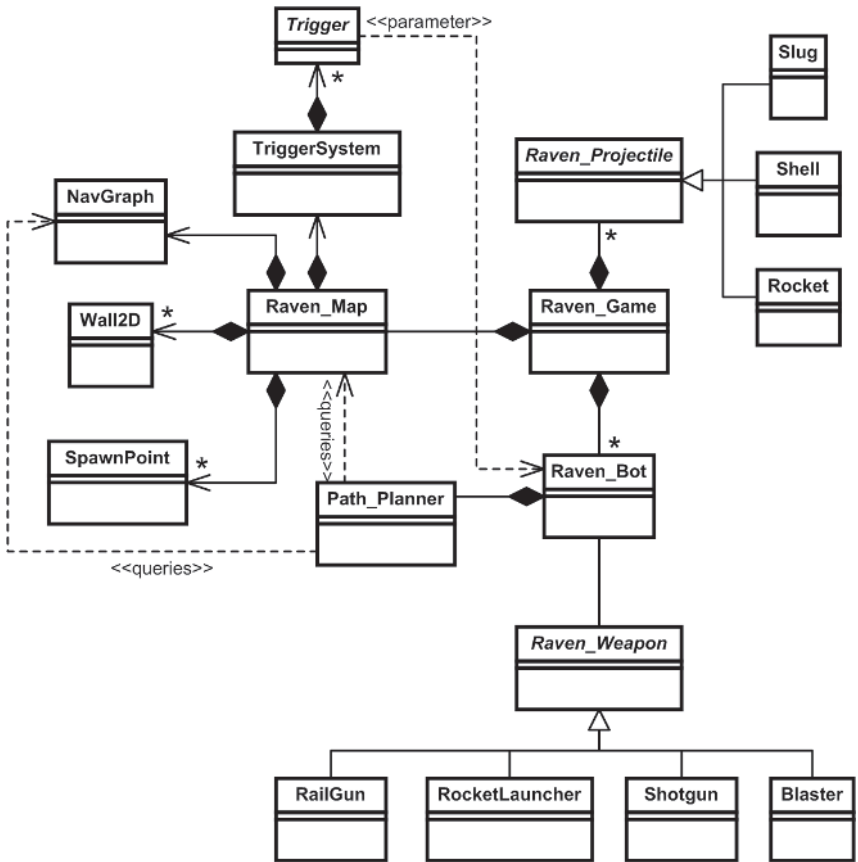 Trigger
<<parameter>>
Slug
*
TriggerSystem
Raven_Projectile
Shell
NavGraph
*
Rocket
Raven_Map
Raven_Game
Wall2D
*
<<queries>>
*
SpawnPoint
*
Raven_Bot
Path_Planner
<<queries>>
Raven_Weapon
RailGun
RocketLauncher
Shotgun
Blaster